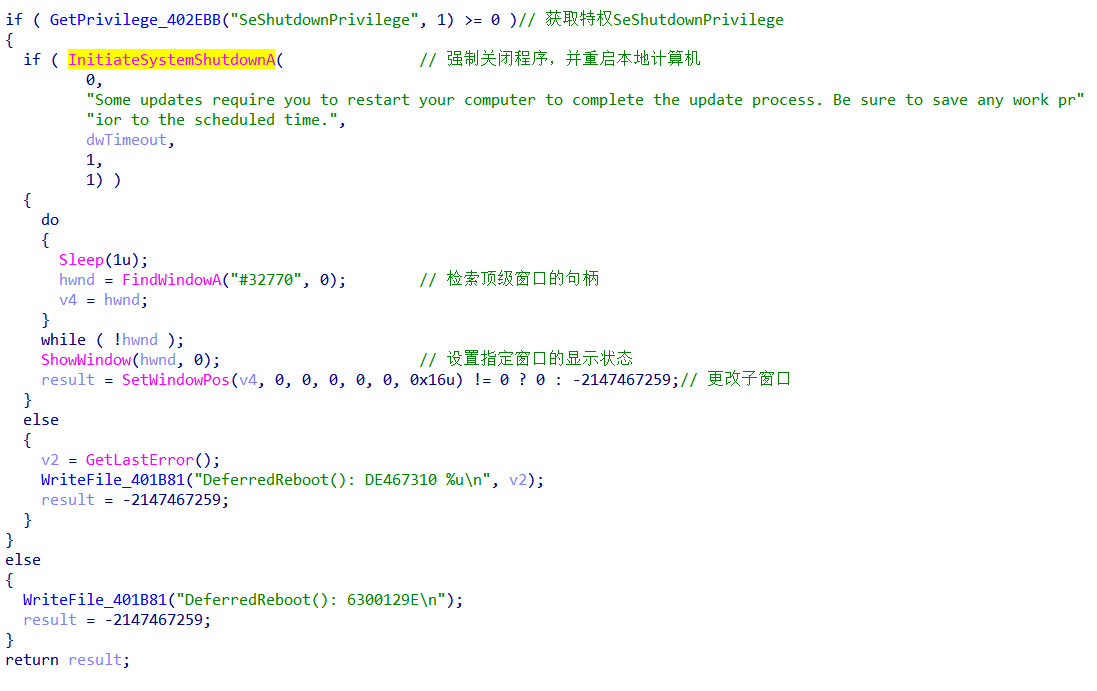 if ( GetPrivilege_402EBB("SeShutdownPrivilege", 1) >= 0 )// 获取特权SeShutdownPrivilege
{
  if ( InitiateSystemShutdownA(               // 强制关闭程序，并重启本地计算机
         0,
         "Some updates require you to restart your computer to complete the update process. Be sure to save any work pr"
         "ior to the scheduled time.",
         dwTimeout,
         1,
         1) )
  {
    do
    {
      Sleep(1u);
      hwnd = FindWindowA("#32770", 0);        // 检索顶级窗口的句柄
      v4 = hwnd;
    }
    while ( !hwnd );
    ShowWindow(hwnd, 0);                      // 设置指定窗口的显示状态
    result = SetWindowPos(v4, 0, 0, 0, 0, 0, 0x16u) != 0 ? 0 : -2147467259;// 更改子窗口
  }
  else
  {
    v2 = GetLastError();
    WriteFile_401B81("DeferredReboot(): DE467310 %u\n", v2);
    result = -2147467259;
  }
}
else
{
  WriteFile_401B81("DeferredReboot(): 6300129E\n");
  result = -2147467259;
}
return result;